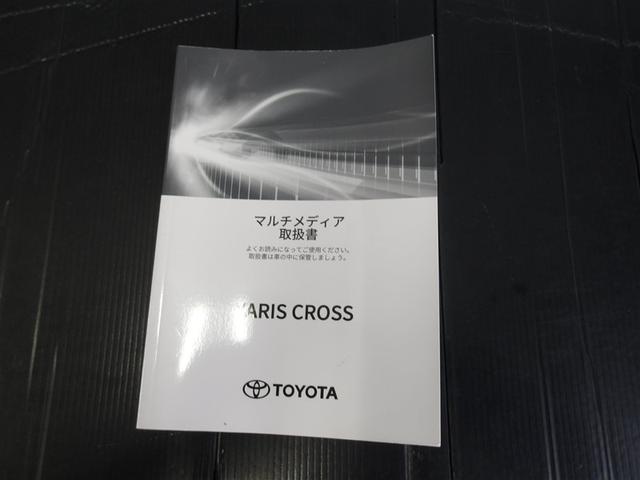 マルチメディア
取扱書
よくお読みになってご使用ください。
取扱書は車の中に保管しましょう。
YARIS CROSS
TOYOTA